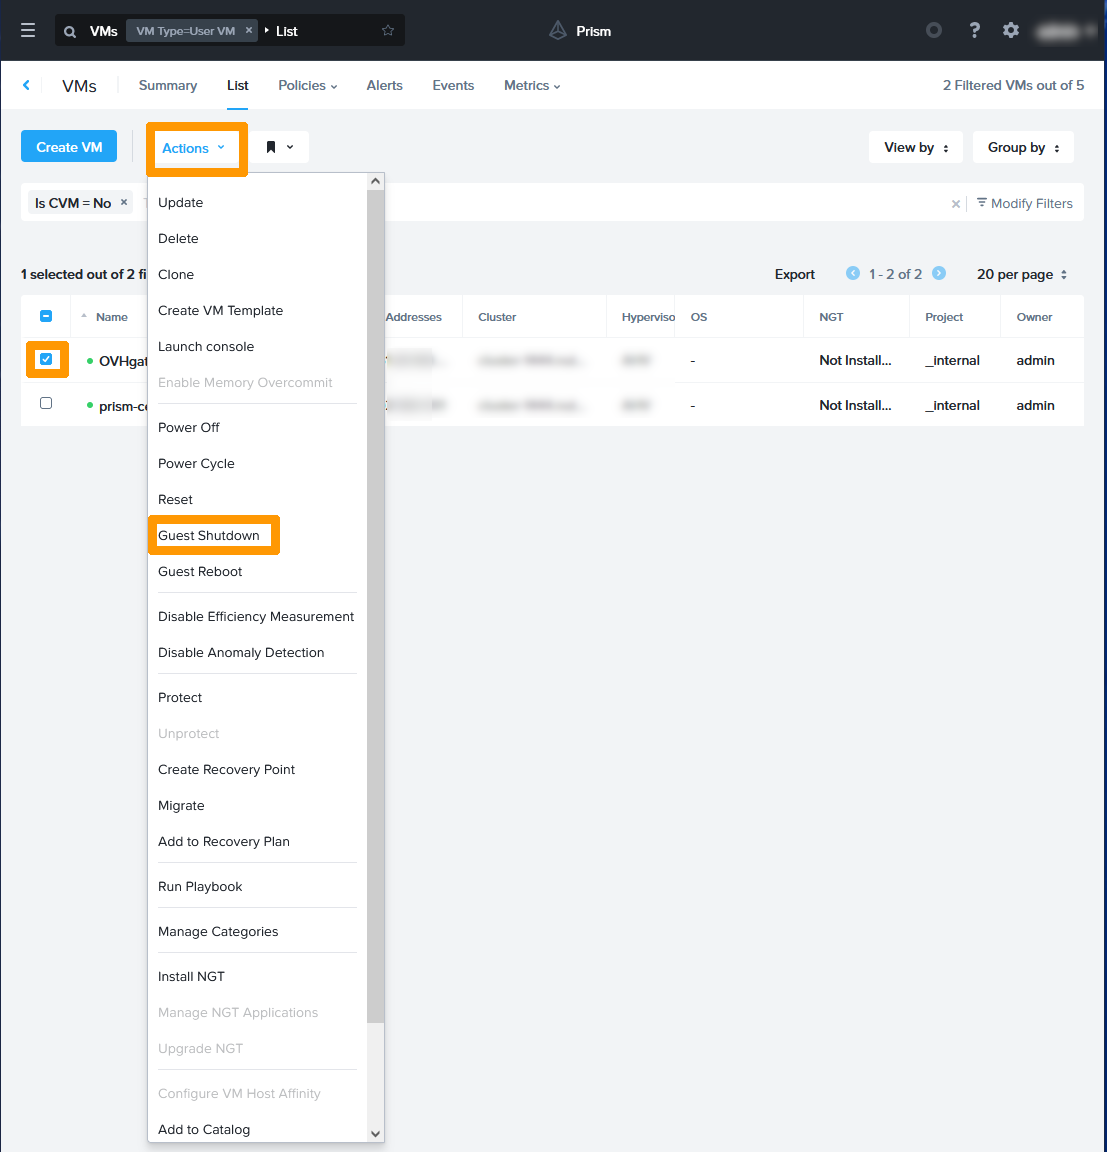 VMs VM Type=User VM × List Prism ?
VMs Summary List Policies Alerts Events Metrics 2 Filtered VMs out of 5
Create VM Actions View by Group by
Is CVM = No × × Modify Filters
1 selected out of 2 fi Export 1 - 2 of 2 20 per page
Name Addresses Cluster Hyperviso OS NGT Project Owner
OVHgat - Not Install... _internal admin
prism-ce - Not Install... _internal admin
Update
Delete
Clone
Create VM Template
Launch console
Enable Memory Overcommit
Power Off
Power Cycle
Reset
Guest Shutdown
Guest Reboot
Disable Efficiency Measurement
Disable Anomaly Detection
Protect
Unprotect
Create Recovery Point
Migrate
Add to Recovery Plan
Run Playbook
Manage Categories
Install NGT
Manage NGT Applications
Upgrade NGT
Configure VM Host Affinity
Add to Catalog